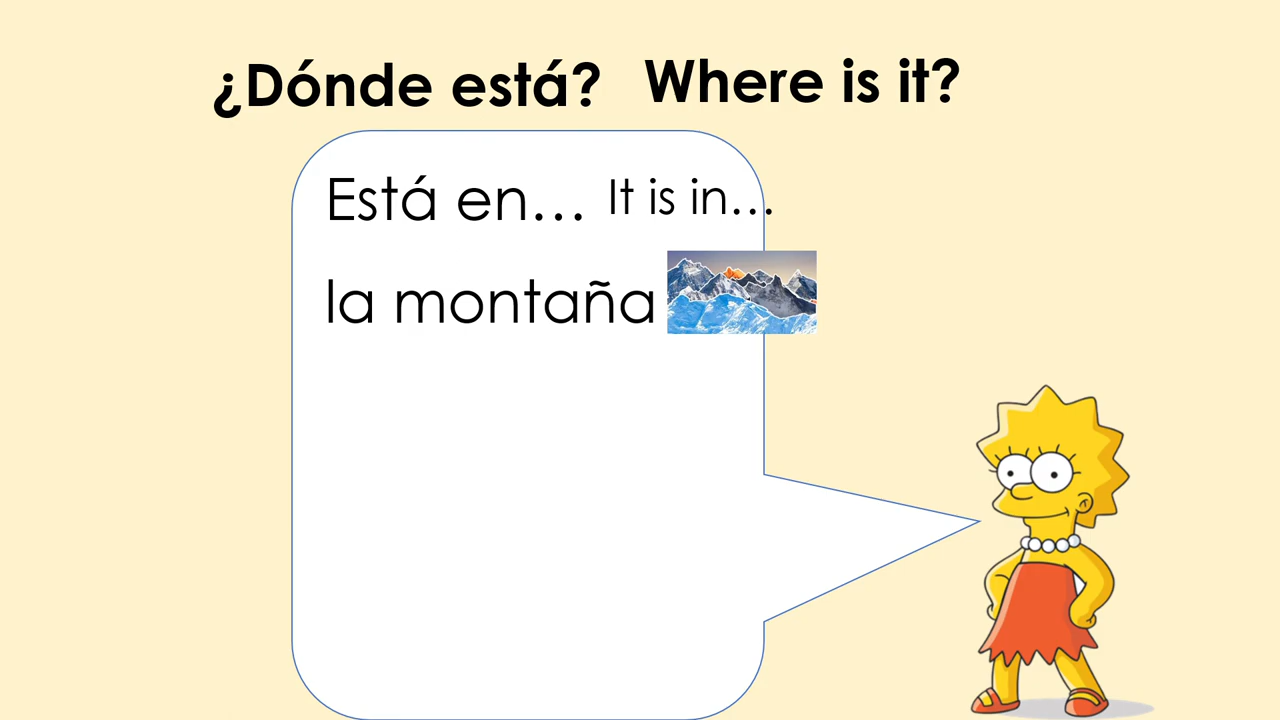 ¿Dónde está? Where is it?
Está en… It is in…
la montaña